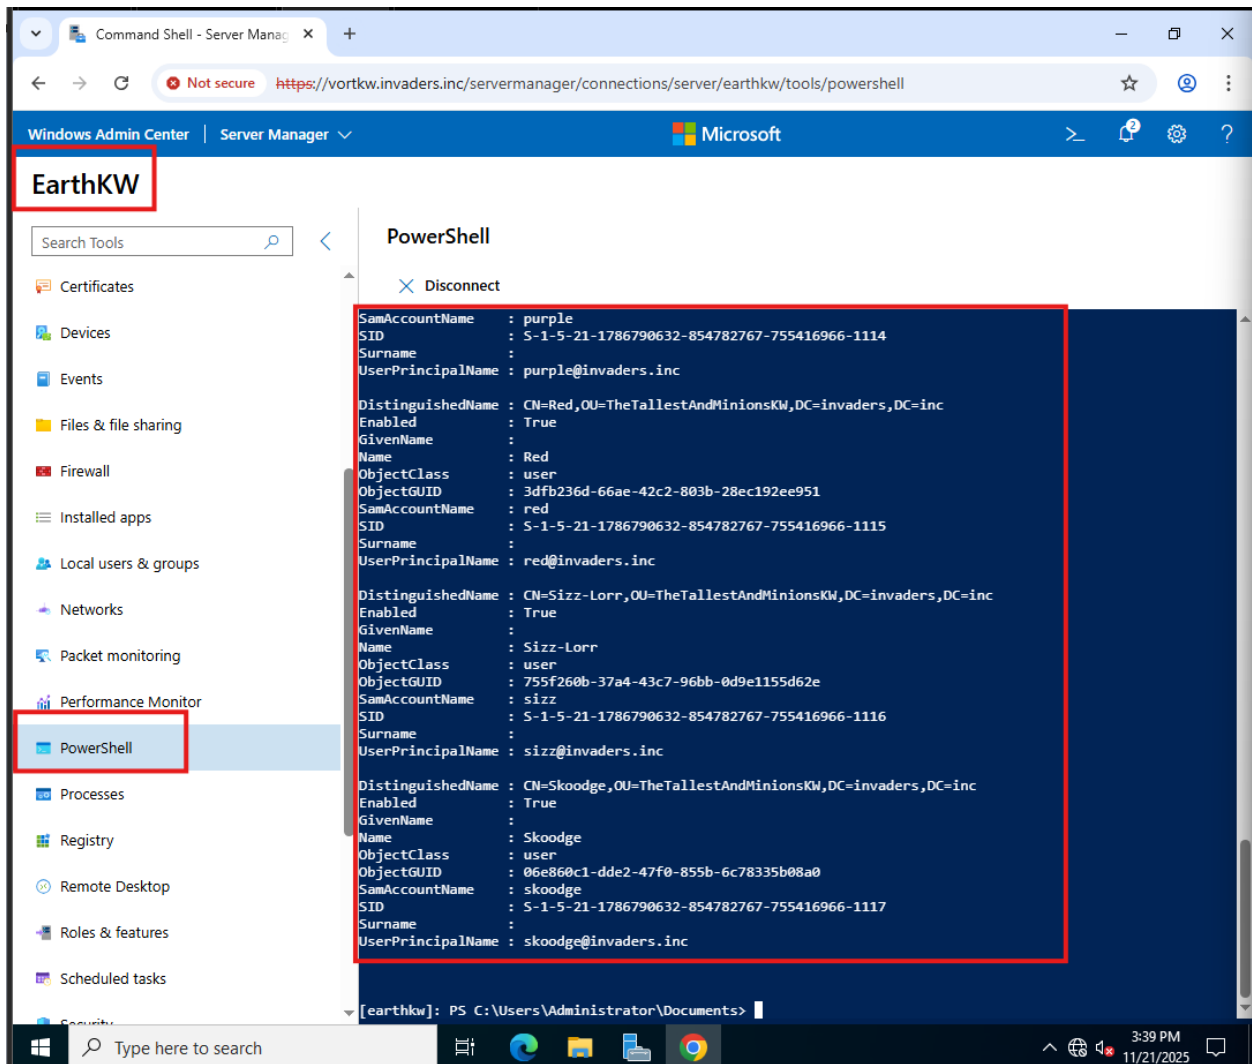 Command Shell - Server Manag
Not secure https://vortkw.invaders.inc/servermanager/connections/server/earthkw/tools/powershell
Windows Admin Center | Server Manager
Microsoft
2
EarthKW
Search Tools
Certificates
Devices
Events
Files & file sharing
Firewall
Installed apps
Local users & groups
Networks
Packet monitoring
Performance Monitor
PowerShell
Processes
Registry
Remote Desktop
Roles & features
Scheduled tasks
Security
PowerShell
Disconnect
SamAccountName : purple
SID : S-1-5-21-1786790632-854782767-755416966-1114
Surname :
UserPrincipalName : purple@invaders.inc
DistinguishedName : CN=Red,OU=TheTallestAndMinionsKW,DC=invaders,DC=inc
Enabled : True
GivenName :
Name : Red
ObjectClass : user
ObjectGUID : 3dfb236d-66ae-42c2-803b-28ec192ee951
SamAccountName : red
SID : S-1-5-21-1786790632-854782767-755416966-1115
Surname :
UserPrincipalName : red@invaders.inc
DistinguishedName : CN=Sizz-Lorr,OU=TheTallestAndMinionsKW,DC=invaders,DC=inc
Enabled : True
GivenName :
Name : Sizz-Lorr
ObjectClass : user
ObjectGUID : 755f260b-37a4-43c7-96bb-0d9e1155d62e
SamAccountName : sizz
SID : S-1-5-21-1786790632-854782767-755416966-1116
Surname :
UserPrincipalName : sizz@invaders.inc
DistinguishedName : CN=Skoodge,OU=TheTallestAndMinionsKW,DC=invaders,DC=inc
Enabled : True
GivenName :
Name : Skoodge
ObjectClass : user
ObjectGUID : 06e860c1-dde2-47f0-855b-6c78335b08a0
SamAccountName : skoodge
SID : S-1-5-21-1786790632-854782767-755416966-1117
Surname :
UserPrincipalName : skoodge@invaders.inc
[earthkw]: PS C:\Users\Administrator\Documents>
Type here to search
3:39 PM
11/21/2025